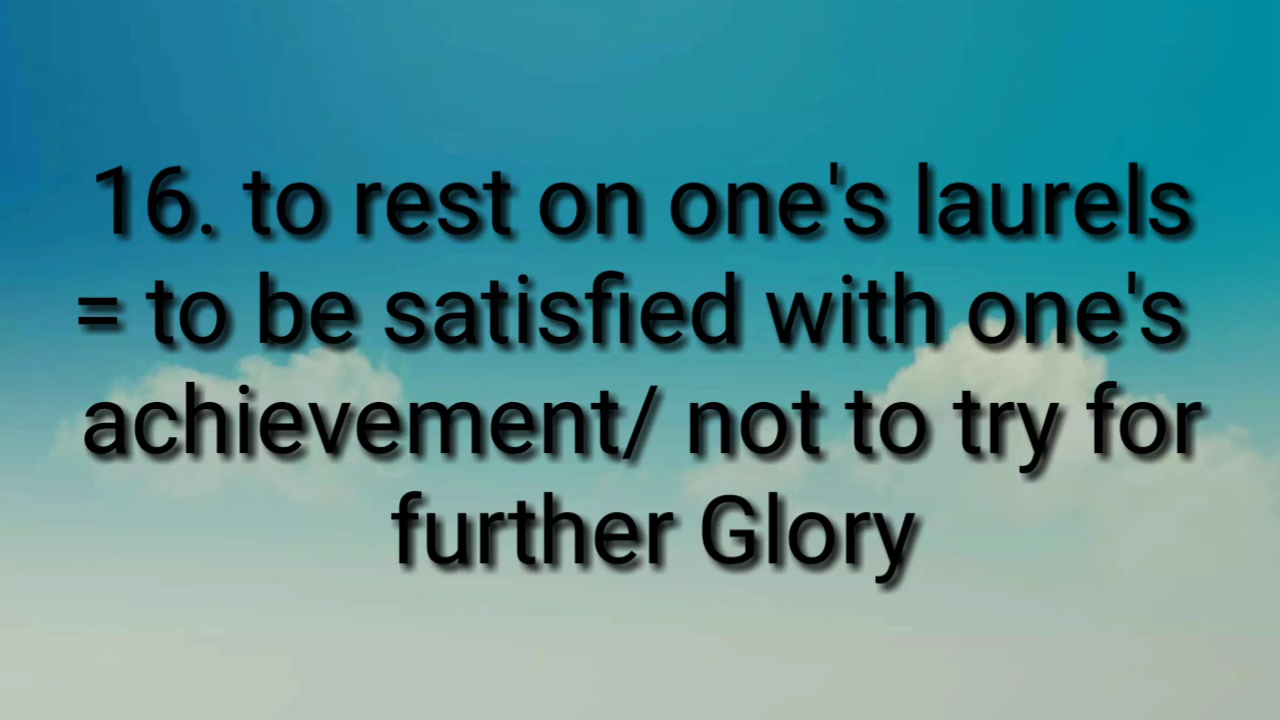 16. to rest on one's laurels
= to be satisfied with one's
achievement/ not to try for
further Glory